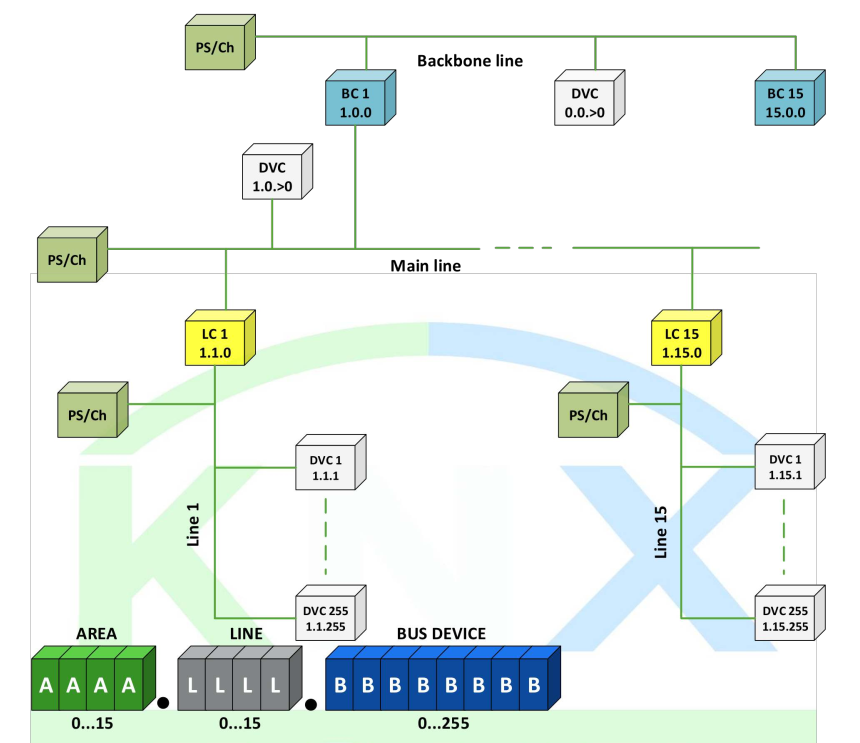 PS/Ch
Backbone line
BC 1
1.0.0
DVC
0.0.>0
BC 15
15.0.0
DVC
1.0.>0
PS/Ch
Main line
LC 1
1.1.0
LC 15
1.15.0
PS/Ch
PS/Ch
DVC 1
1.1.1
DVC 1
1.15.1
Line 1
Line 15
KNX
DVC 255
1.1.255
DVC 255
1.15.255
AREA LINE BUS DEVICE
A A A A . L L L L . B B B B B B B B
0...15 0...15 0...255